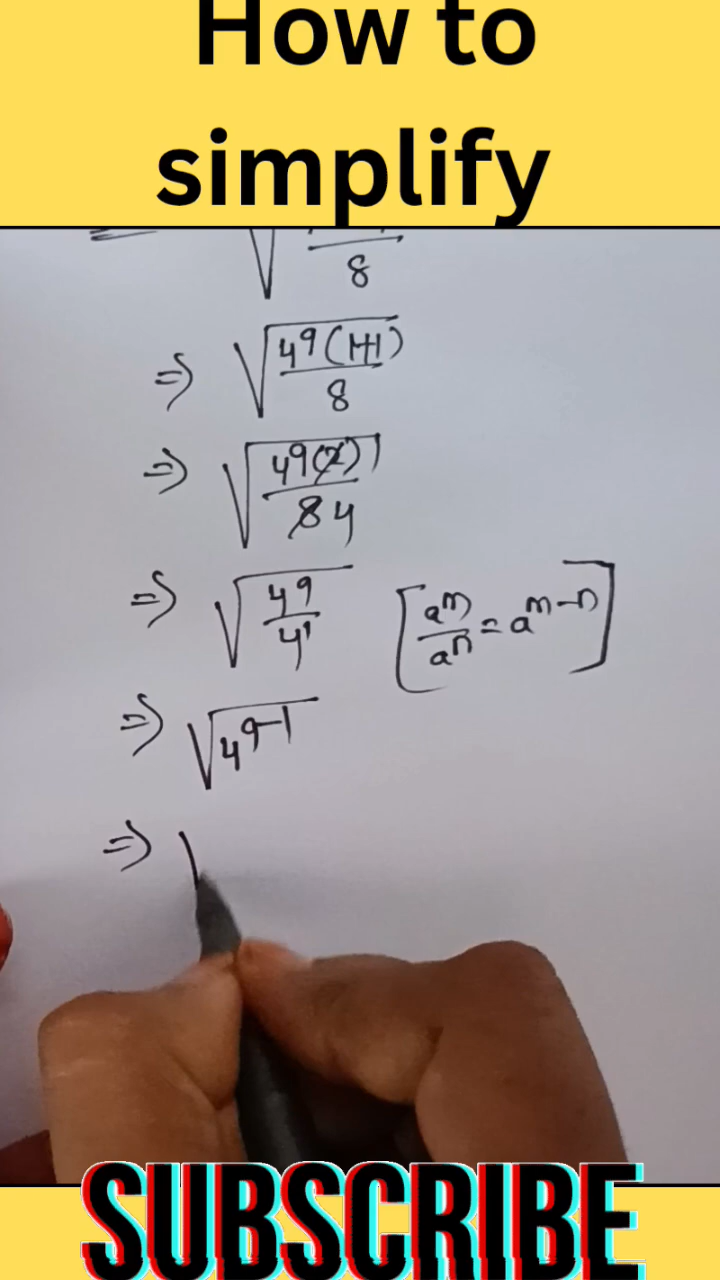 How to
simplify
8
=> √(4⁹(1+1)/8)
=> √(4⁹(2)/8 4)
=> √(4⁹/4¹) [aᵐ/aⁿ = aᵐ⁻ⁿ]
=> √4⁹⁻¹
=>
SUBSCRIBE